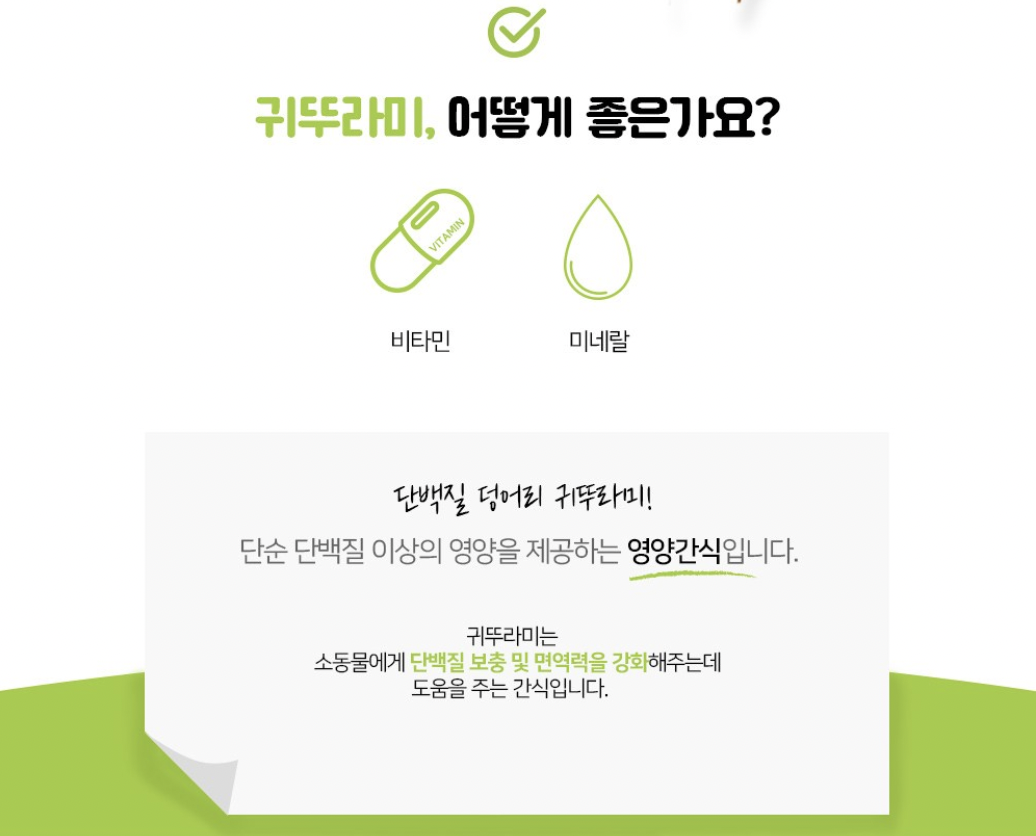 귀뚜라미, 어떻게 좋은가요?
VITAMIN
비타민
미네랄
단백질 덩어리 귀뚜라미!
단순 단백질 이상의 영양을 제공하는 영양간식입니다.
귀뚜라미는
소동물에게 단백질 보충 및 면역력을 강화해주는데
도움을 주는 간식입니다.